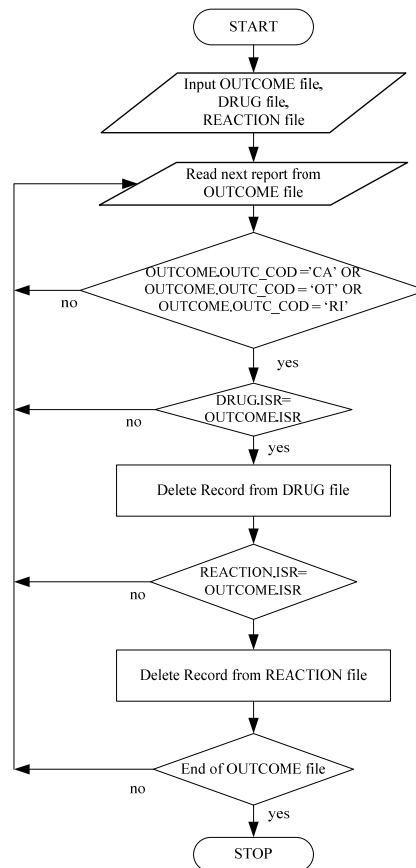 START
Input OUTCOME file,
DRUG file,
REACTION file
Read next report from
OUTCOME file
OUTCOME.OUTC_COD ='CA' OR
OUTCOME.OUTC_COD = 'OT' OR
OUTCOME.OUTC_COD = 'RI'
no
yes
DRUG.ISR=
OUTCOME.ISR
no
yes
Delete Record from DRUG file
REACTION.ISR=
OUTCOME.ISR
no
Delete Record from REACTION file
End of OUTCOME file
no
yes
STOP